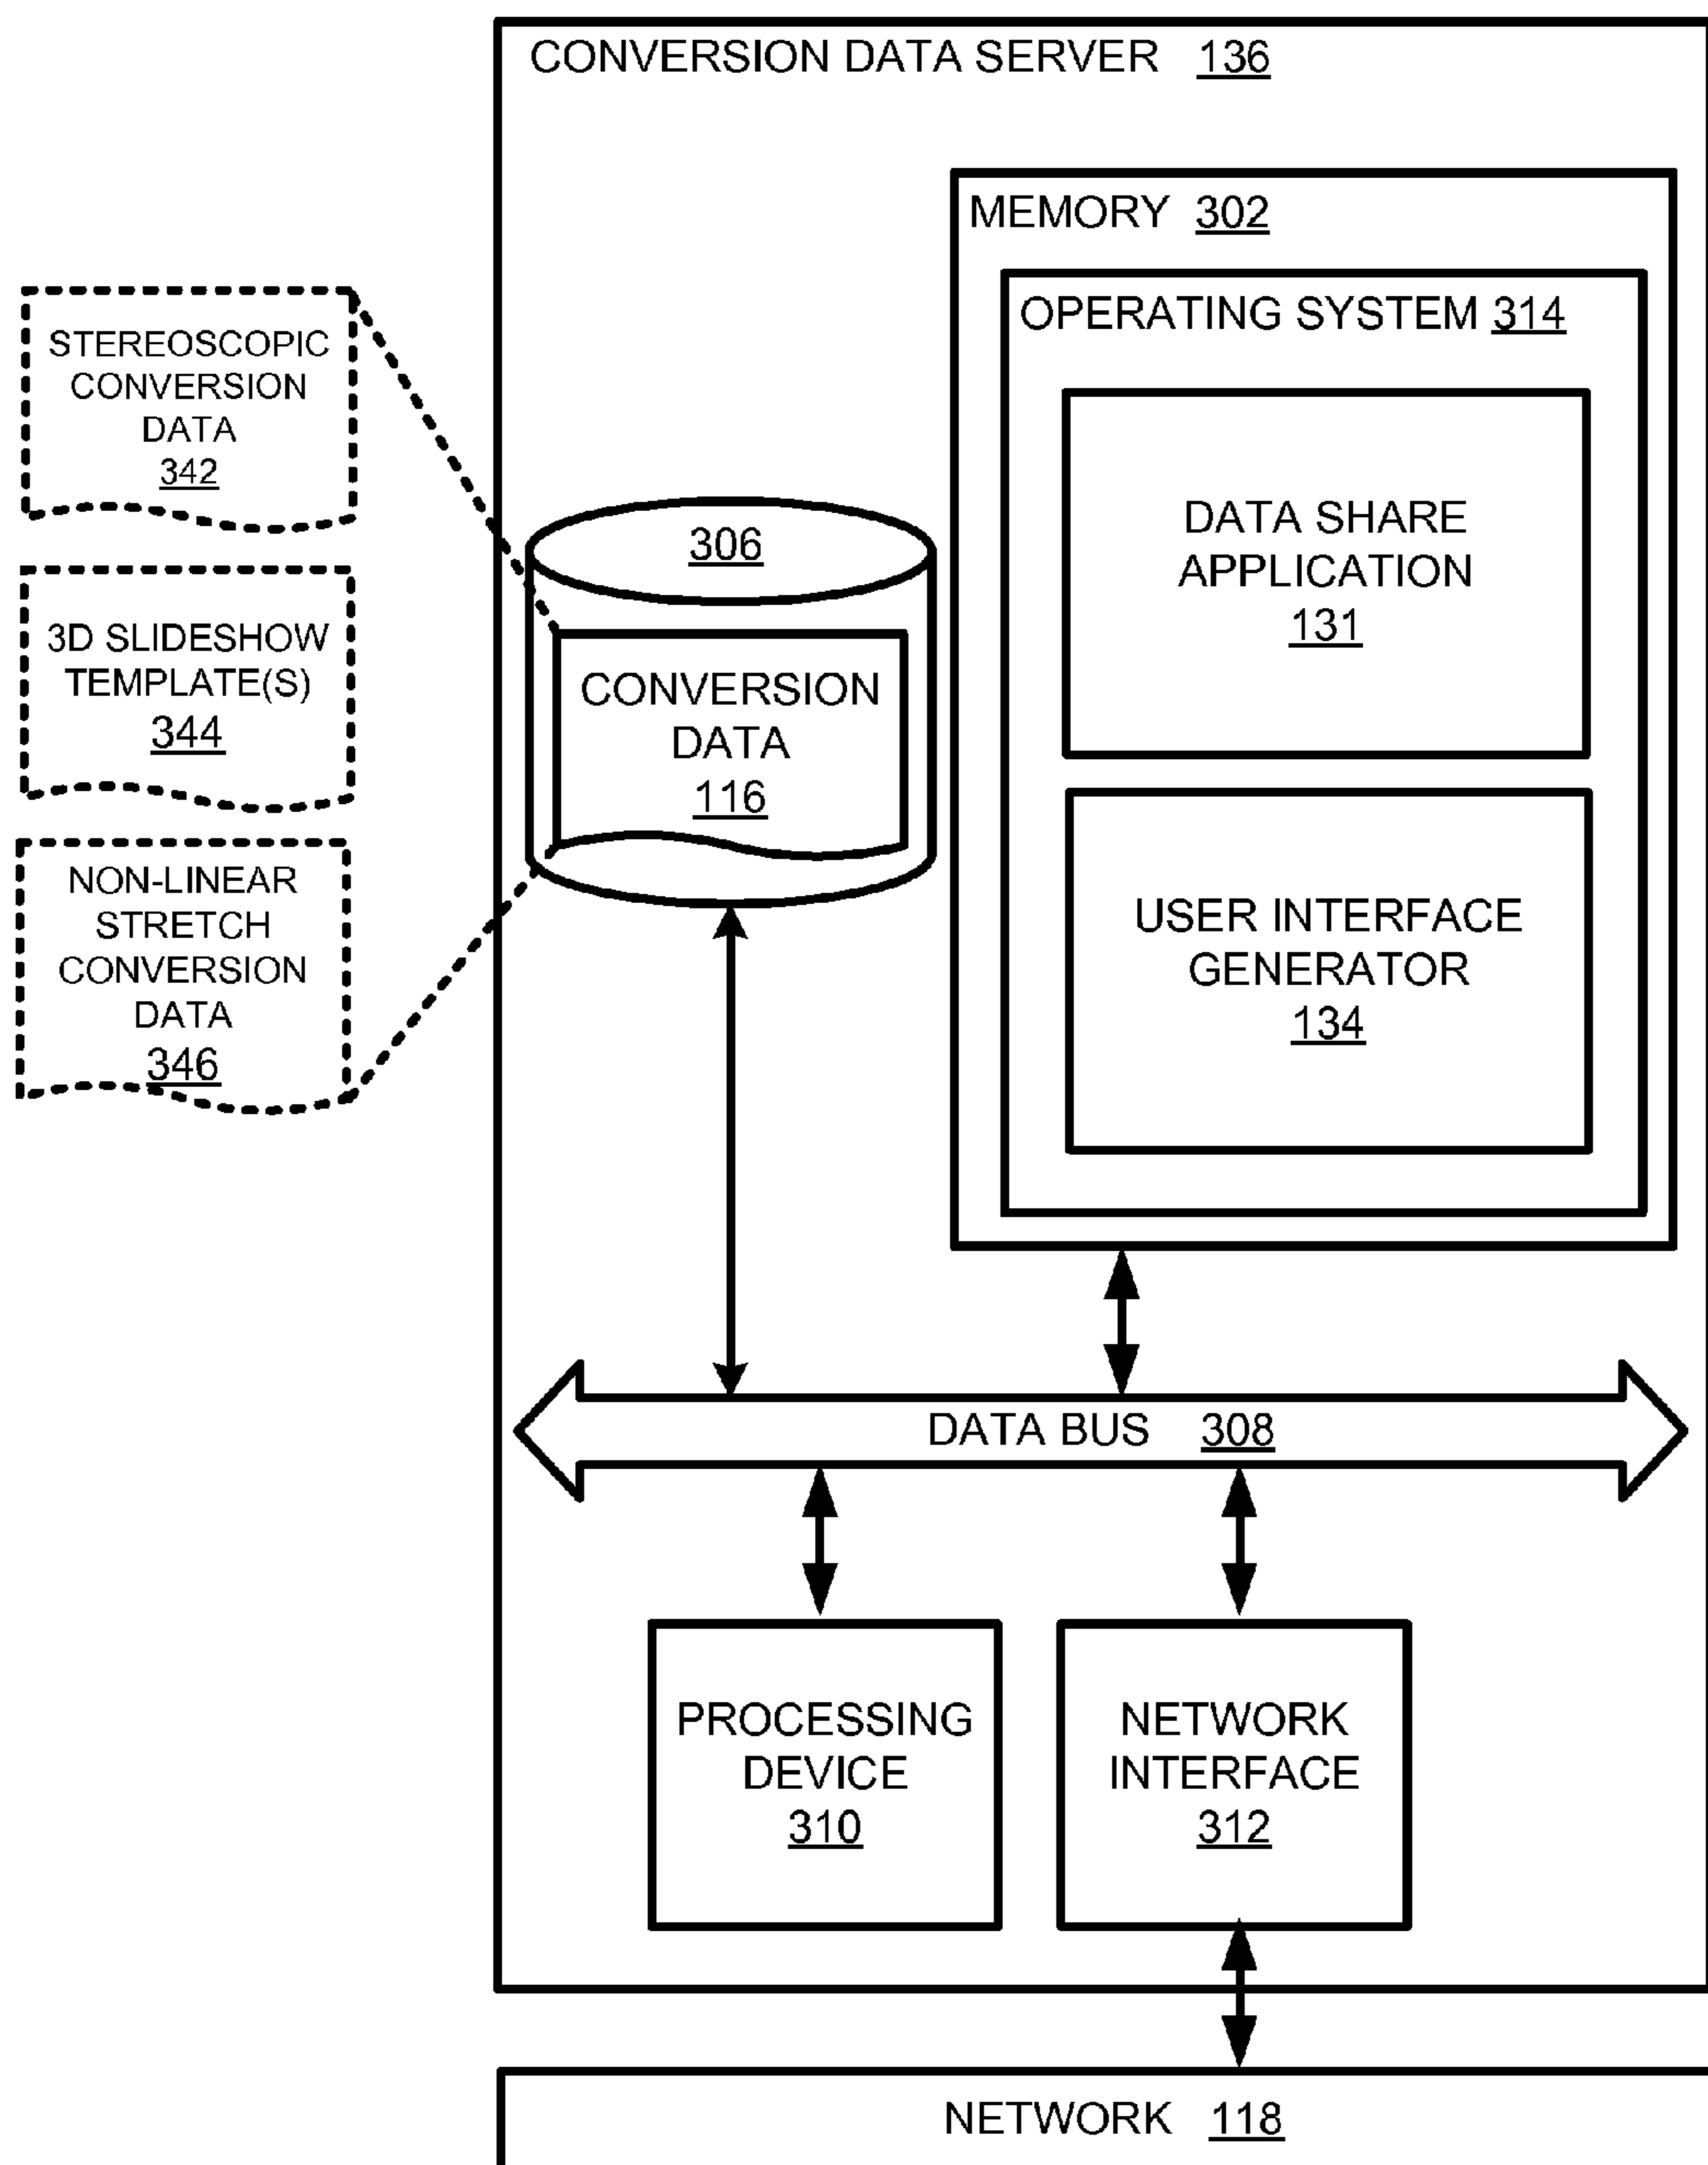 CONVERSION DATA SERVER 136
MEMORY 302
OPERATING SYSTEM 314
DATA SHARE
APPLICATION
131
USER INTERFACE
GENERATOR
134
STEREOSCOPIC
CONVERSION
DATA
342
3D SLIDESHOW
TEMPLATE(S)
344
NON-LINEAR
STRETCH
CONVERSION
DATA
346
306
CONVERSION
DATA
116
DATA BUS 308
PROCESSING
DEVICE
310
NETWORK
INTERFACE
312
NETWORK 118